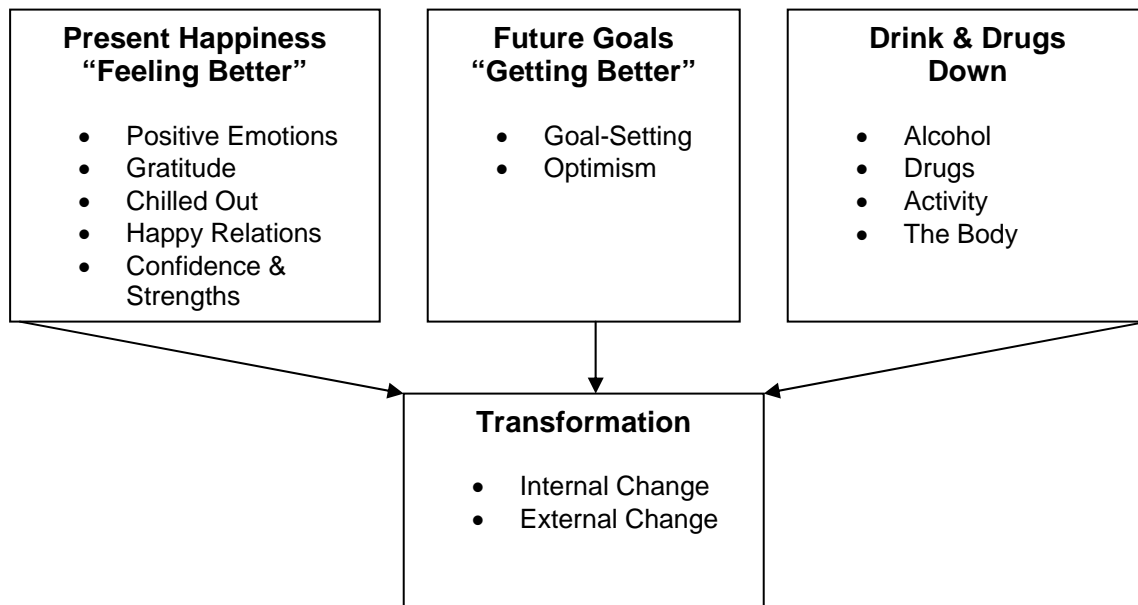 Present Happiness
“Feeling Better”
• Positive Emotions
• Gratitude
• Chilled Out
• Happy Relations
• Confidence &
Strengths
Future Goals
“Getting Better”
• Goal-Setting
• Optimism
Drink & Drugs
Down
• Alcohol
• Drugs
• Activity
• The Body
Transformation
• Internal Change
• External Change